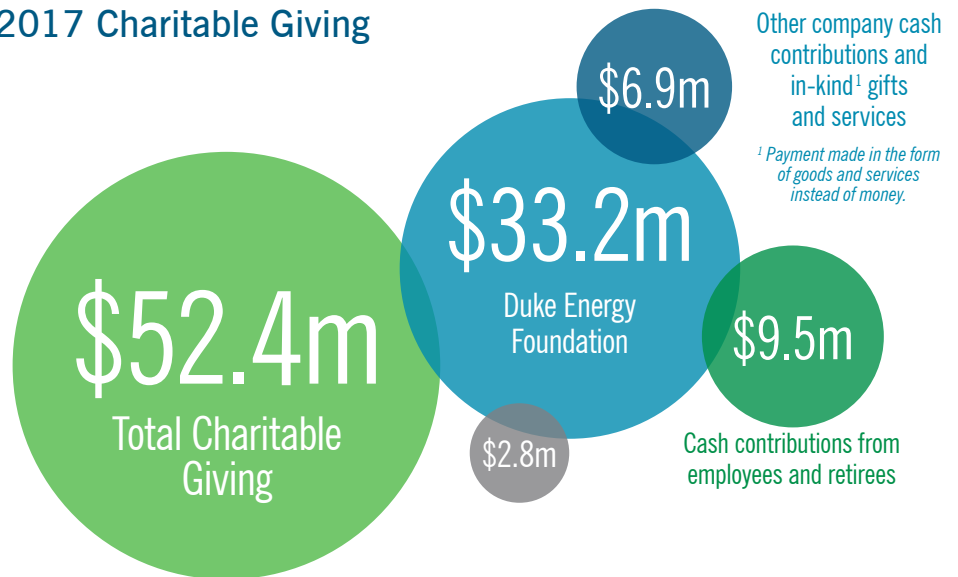 2017 Charitable Giving
$6.9m
Other company cash
contributions and
in-kind¹ gifts
and services
¹ Payment made in the form
of goods and services
instead of money.
$33.2m
Duke Energy
Foundation
$52.4m
Total Charitable
Giving
$9.5m
Cash contributions from
employees and retirees
$2.8m